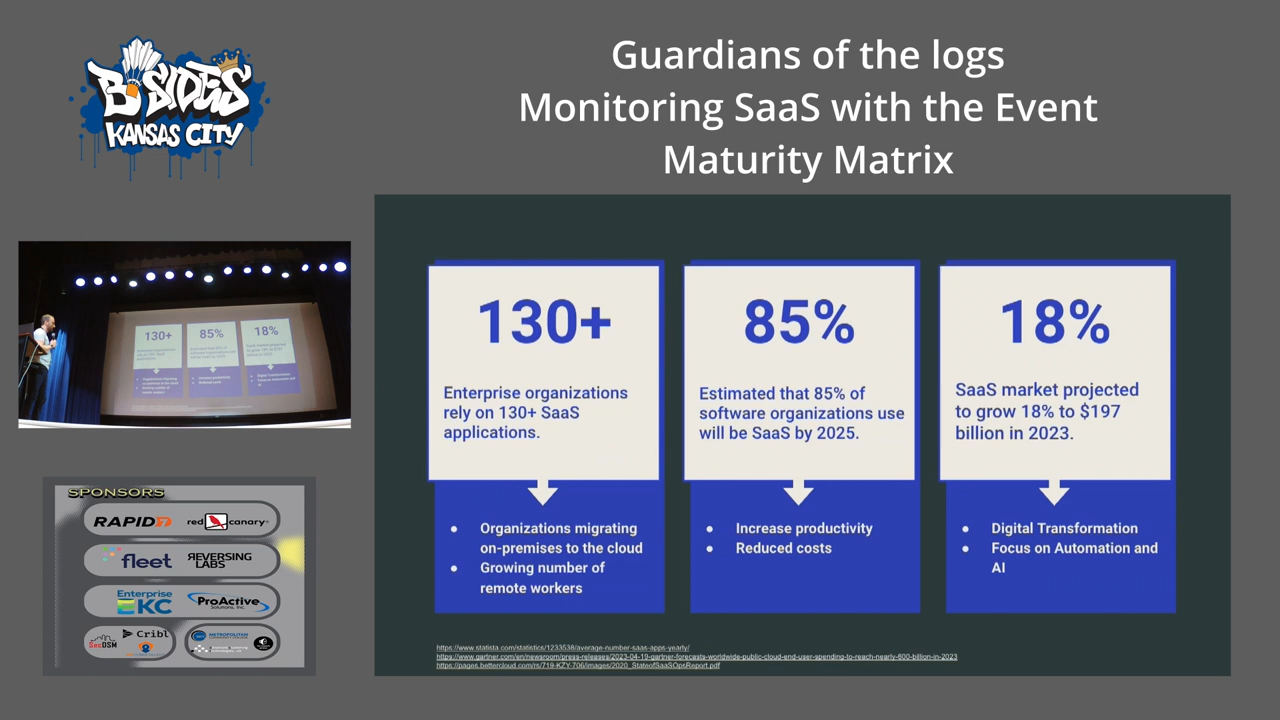 B-SIDES
KANSAS CITY
Guardians of the logs
Monitoring SaaS with the Event
Maturity Matrix
130+
85%
18%
SPONSORS
RAPID7
red canary
fleet
REVERSING
LABS
Enterprise
KC
ProActive
Solutions, Inc.
SecDSM
Cribl
METROPOLITAN
130+
Enterprise organizations
rely on 130+ SaaS
applications.
● Organizations migrating
on-premises to the cloud
● Growing number of
remote workers
85%
Estimated that 85% of
software organizations use
will be SaaS by 2025.
● Increase productivity
● Reduced costs
18%
SaaS market projected
to grow 18% to $197
billion in 2023.
● Digital Transformation
● Focus on Automation and
AI
https://www.statista.com/statistics/1233538/average-number-saas-apps-yearly/
https://www.gartner.com/en/newsroom/press-releases/2023-04-19-gartner-forecasts-worldwide-public-cloud-end-user-spending-to-reach-nearly-600-billion-in-2023
https://pages.bettercloud.com/rs/719-KZY-706/images/2020_StateofSaaSOpsReport.pdf